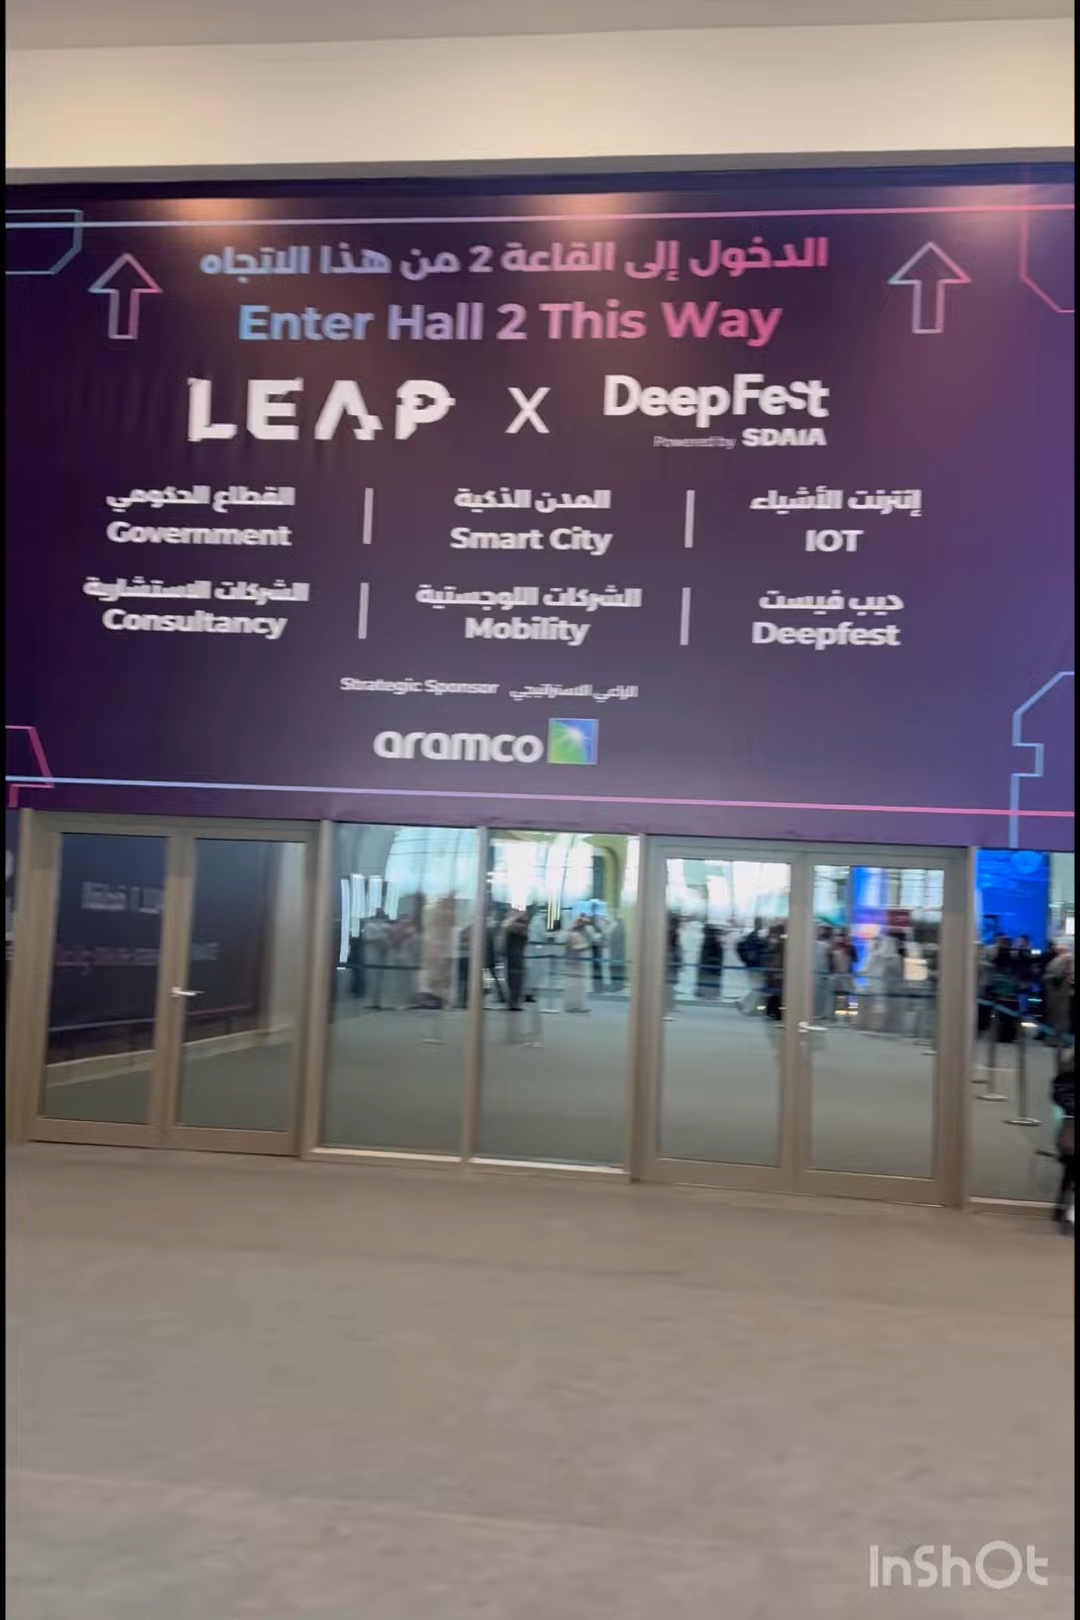 الدخول إلى القاعة 2 من هذا الاتجاه
Enter Hall 2 This Way
LEAP X DeepFest
Powered by SDAIA
القطاع الحكومي | المدن الذكية | إنترنت الأشياء
Government | Smart City | IOT
الشركات الاستشارية | الشركات اللوجستية | ديب فيست
Consultancy | Mobility | Deepfest
Strategic Sponsor الراعي الاستراتيجي
aramco
InShOt